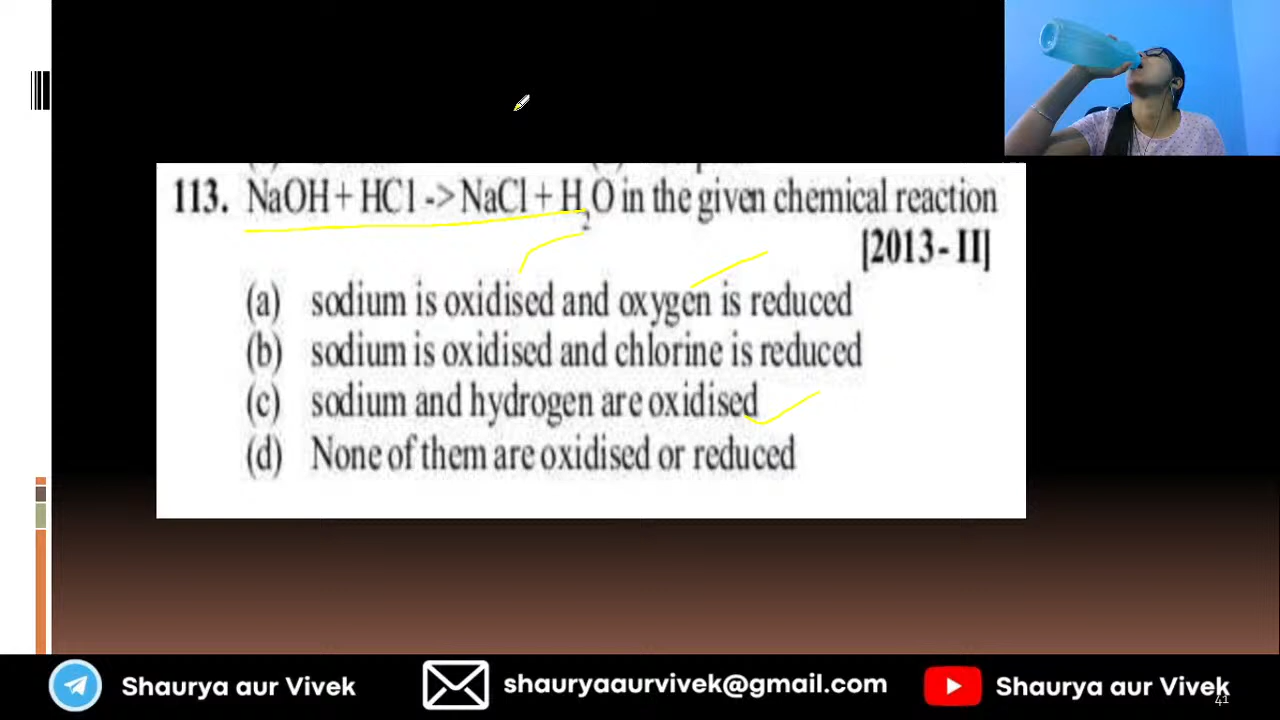 113. NaOH + HCl -> NaCl + H₂O in the given chemical reaction
[2013 - II]
(a) sodium is oxidised and oxygen is reduced
(b) sodium is oxidised and chlorine is reduced
(c) sodium and hydrogen are oxidised
(d) None of them are oxidised or reduced
Shaurya aur Vivek
shauryaaurvivek@gmail.com
Shaurya aur Vivek
41